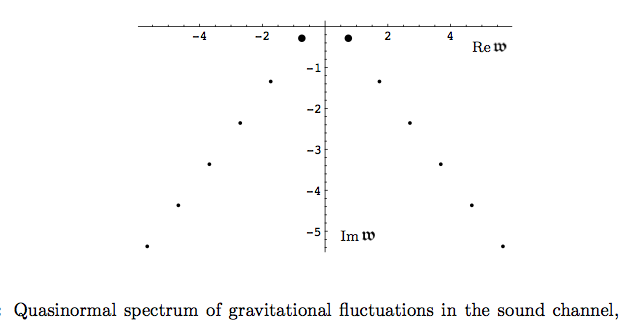 −4 −2 2 4
Re 𝔴
−1
−2
−3
−4
−5
Im 𝔴
: Quasinormal spectrum of gravitational fluctuations in the sound channel,